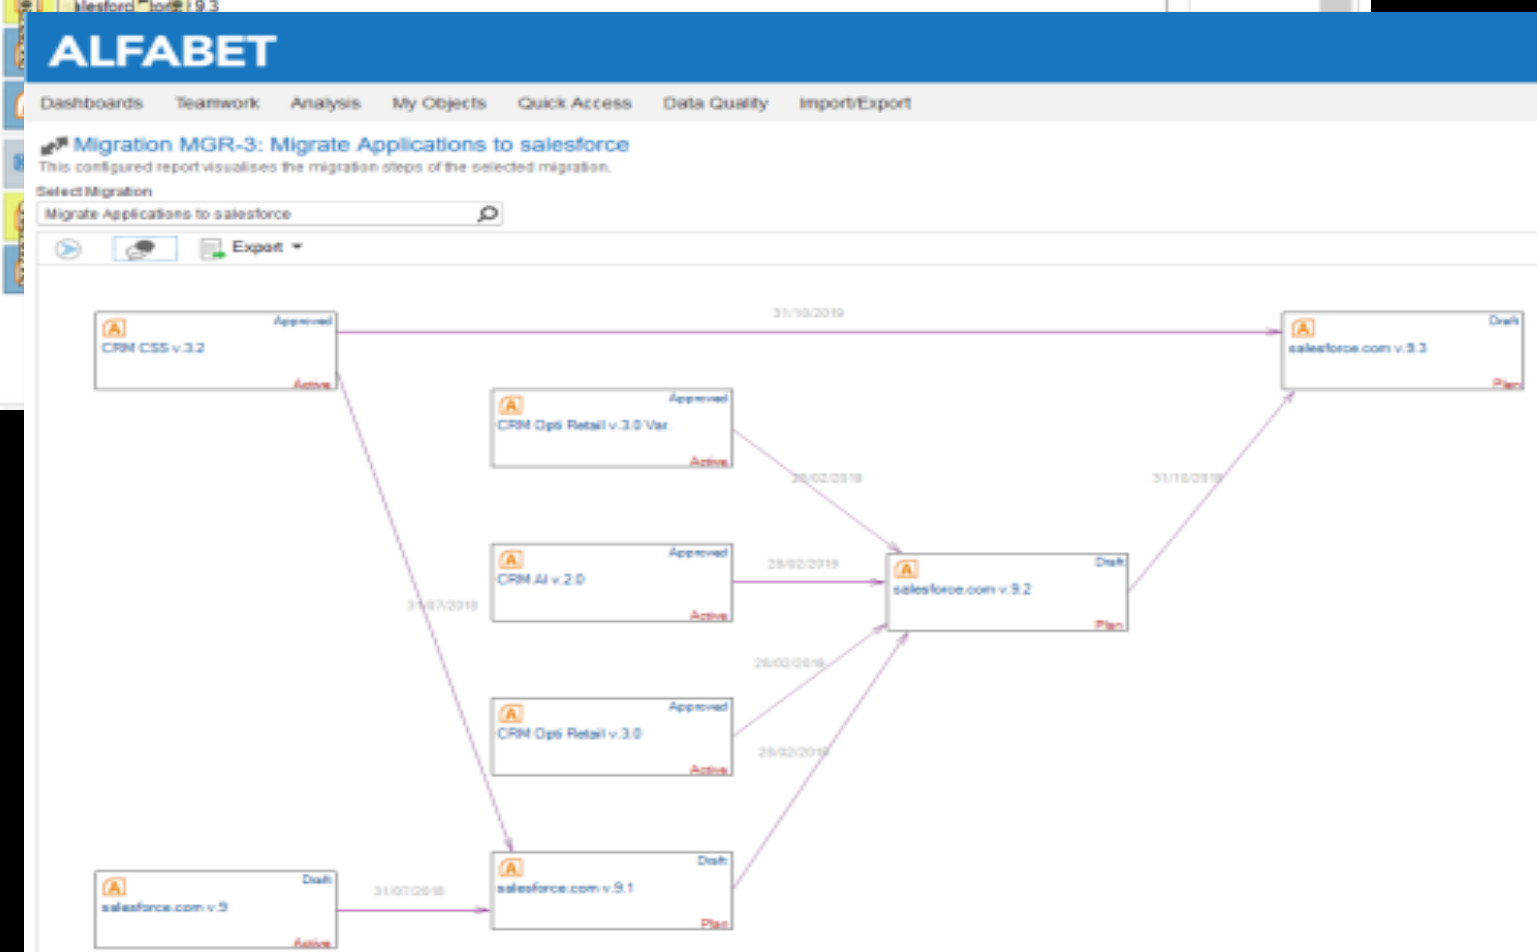 9.3
ALFABET
Dashboards Teamwork Analysis My Objects Quick Access Data Quality Import/Export
Migration MGR-3: Migrate Applications to salesforce
This configured report visualises the migration steps of the selected migration.
Select Migration
Migrate Applications to salesforce
Export
31/10/2019
Approved
CRM CSS v.3.2
Active
Draft
salesforce.com v.9.3
Plan
Approved
CRM Opti Retail v.3.0 Var.
Active
28/02/2019
31/10/2019
Approved
CRM AI v.2.0
Active
28/02/2019
Draft
salesforce.com v.9.2
Plan
31/07/2018
28/02/2019
Approved
CRM Opti Retail v.3.0
Active
28/02/2019
Draft
salesforce.com v.9.1
Plan
Draft
salesforce.com v.9
Active
31/07/2018